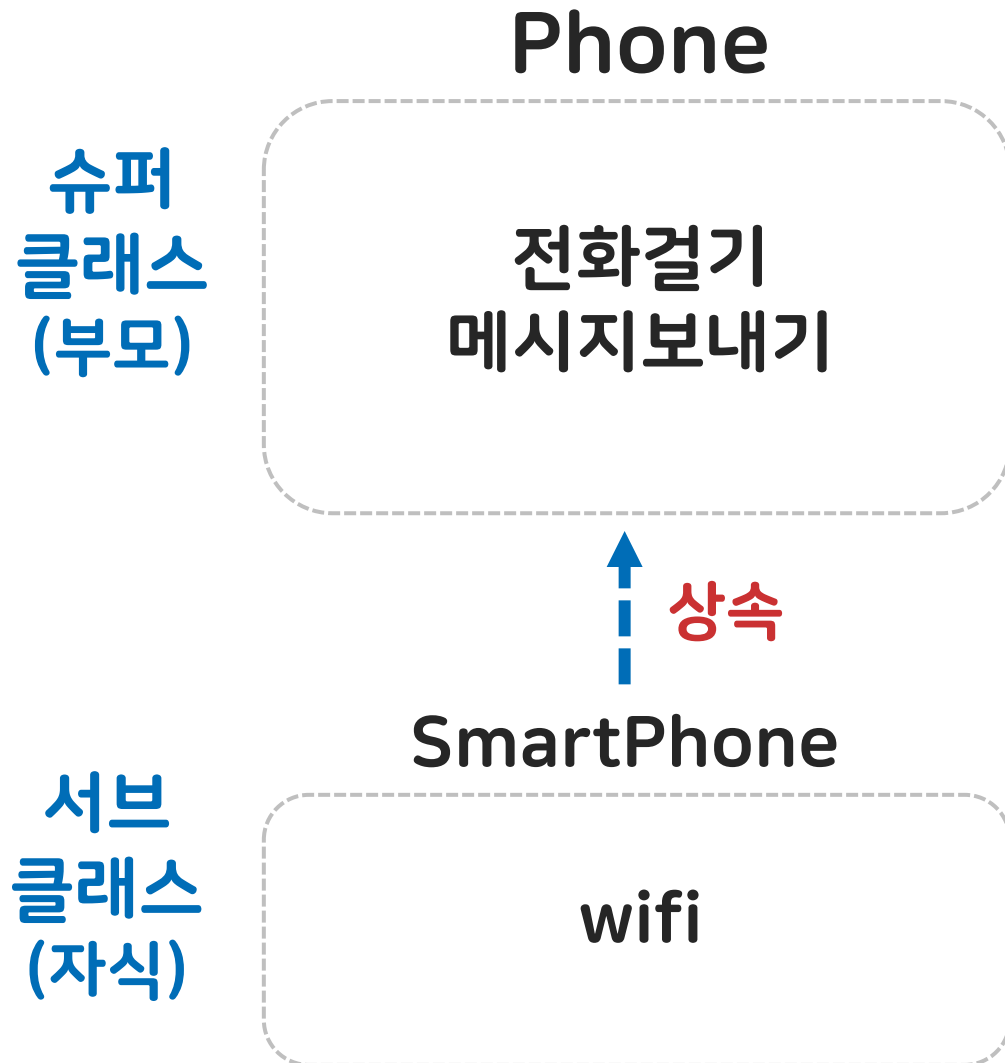 Phone
슈퍼
클래스
(부모)
전화걸기
메시지보내기
상속
SmartPhone
서브
클래스
(자식)
wifi